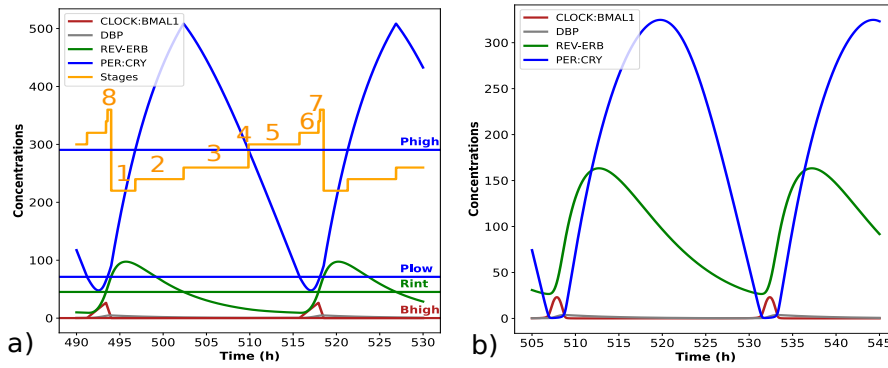 CLOCK:BMAL1
DBP
REV-ERB
PER:CRY
Stages
500
400
300
200
100
0
Concentrations
8
7
6
5
4
3
2
1
Phigh
Plow
Rint
Bhigh
490
495
500
505
510
515
520
525
530
Time (h)
a)
CLOCK:BMAL1
DBP
REV-ERB
PER:CRY
300
250
200
150
100
50
0
Concentrations
505
510
515
520
525
530
535
540
545
Time (h)
b)